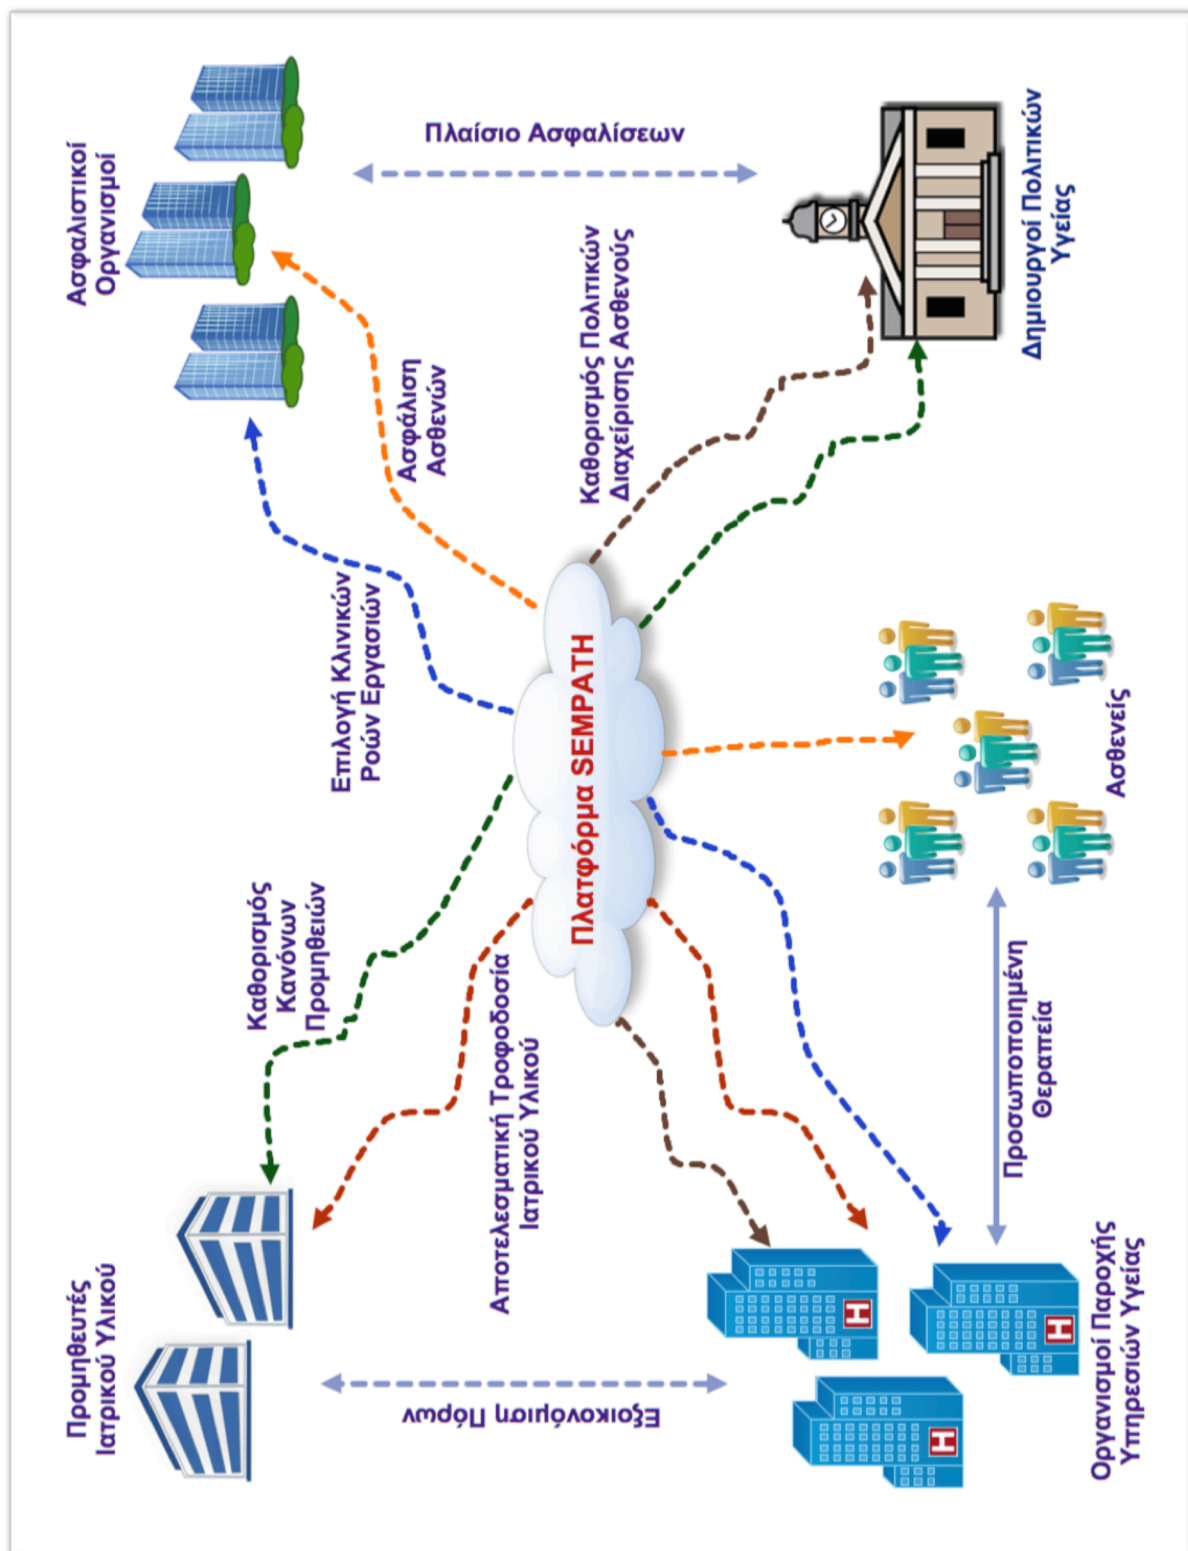 Προμηθευτές
Ιατρικού Υλικού
Ασφαλιστικοί
Οργανισμοί
Καθορισμός
Κανόνων
Προμηθειών
Επιλογή Κλινικών
Ροών Εργασιών
Ασφάλιση
Ασθενών
Πλαίσιο Ασφαλίσεων
Εξοικονόμιση Πόρων
Αποτελεσματική Τροφοδοσία
Ιατρικού Υλικού
Πλατφόρμα SEMPATH
Καθορισμός Πολιτικών
Διαχείρισης Ασθενούς
Προσωποποιημένη
Θεραπεία
Οργανισμοί Παροχής
Υπηρεσιών Υγείας
H
H
H
Ασθενείς
Δημιουργοί Πολιτικών
Υγείας